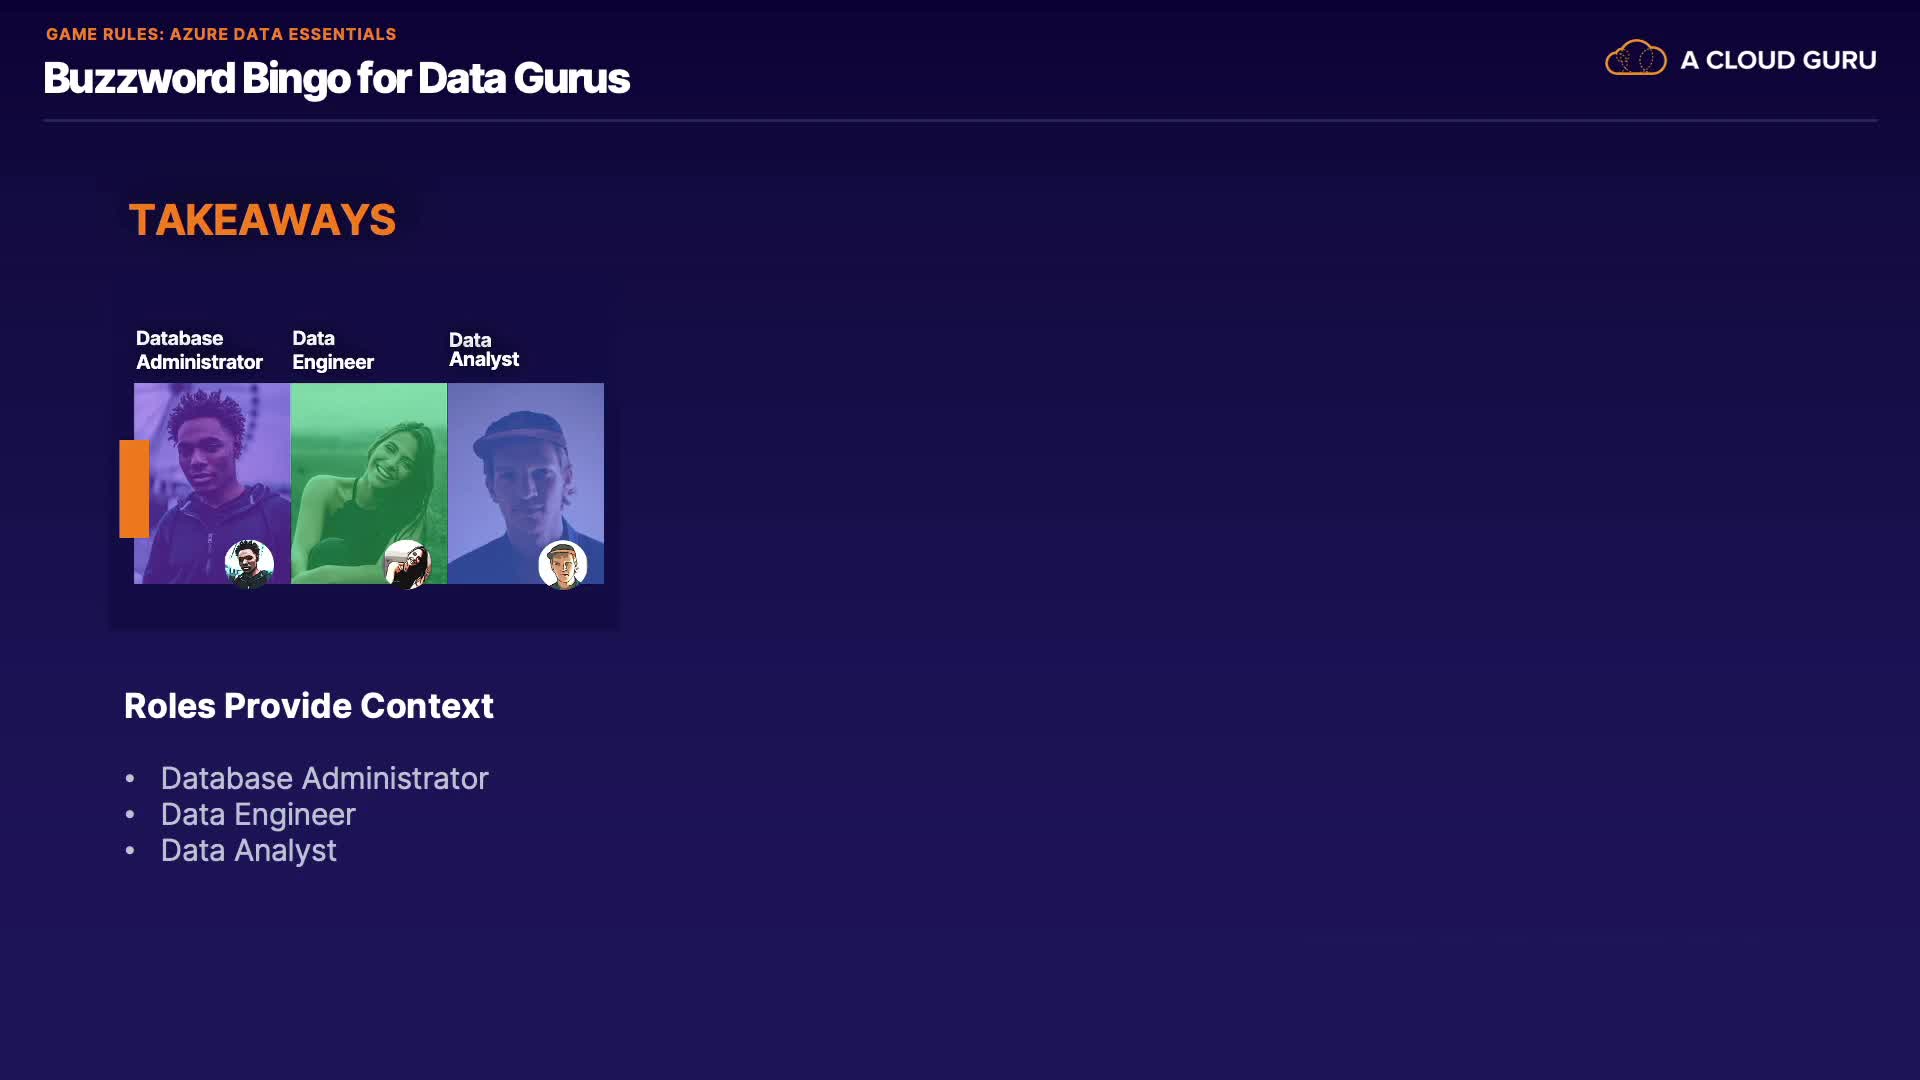 GAME RULES: AZURE DATA ESSENTIALS
Buzzword Bingo for Data Gurus
A CLOUD GURU
TAKEAWAYS
Database
Administrator
Data
Engineer
Data
Analyst
Roles Provide Context
• Database Administrator
• Data Engineer
• Data Analyst